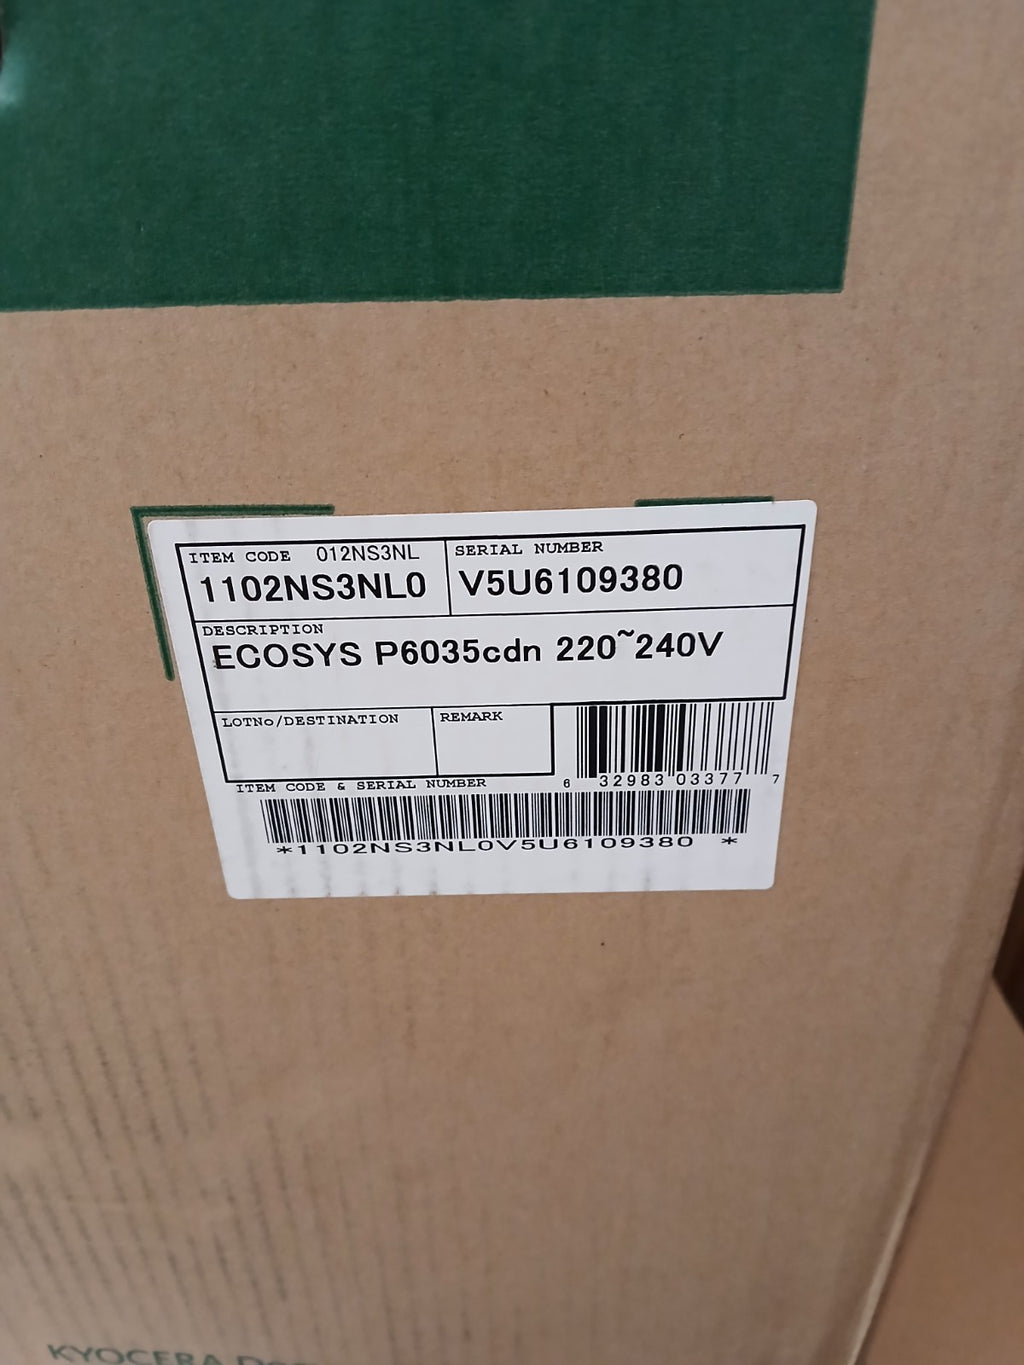 ITEM CODE 012NS3NL
1102NS3NL0
SERIAL NUMBER
V5U6109380
DESCRIPTION
ECOSYS P6035cdn 220~240V
LOTNo/DESTINATION
REMARK
6 32983 03377 7
ITEM CODE & SERIAL NUMBER
*1102NS3NL0V5U6109380 *
KYOCERA